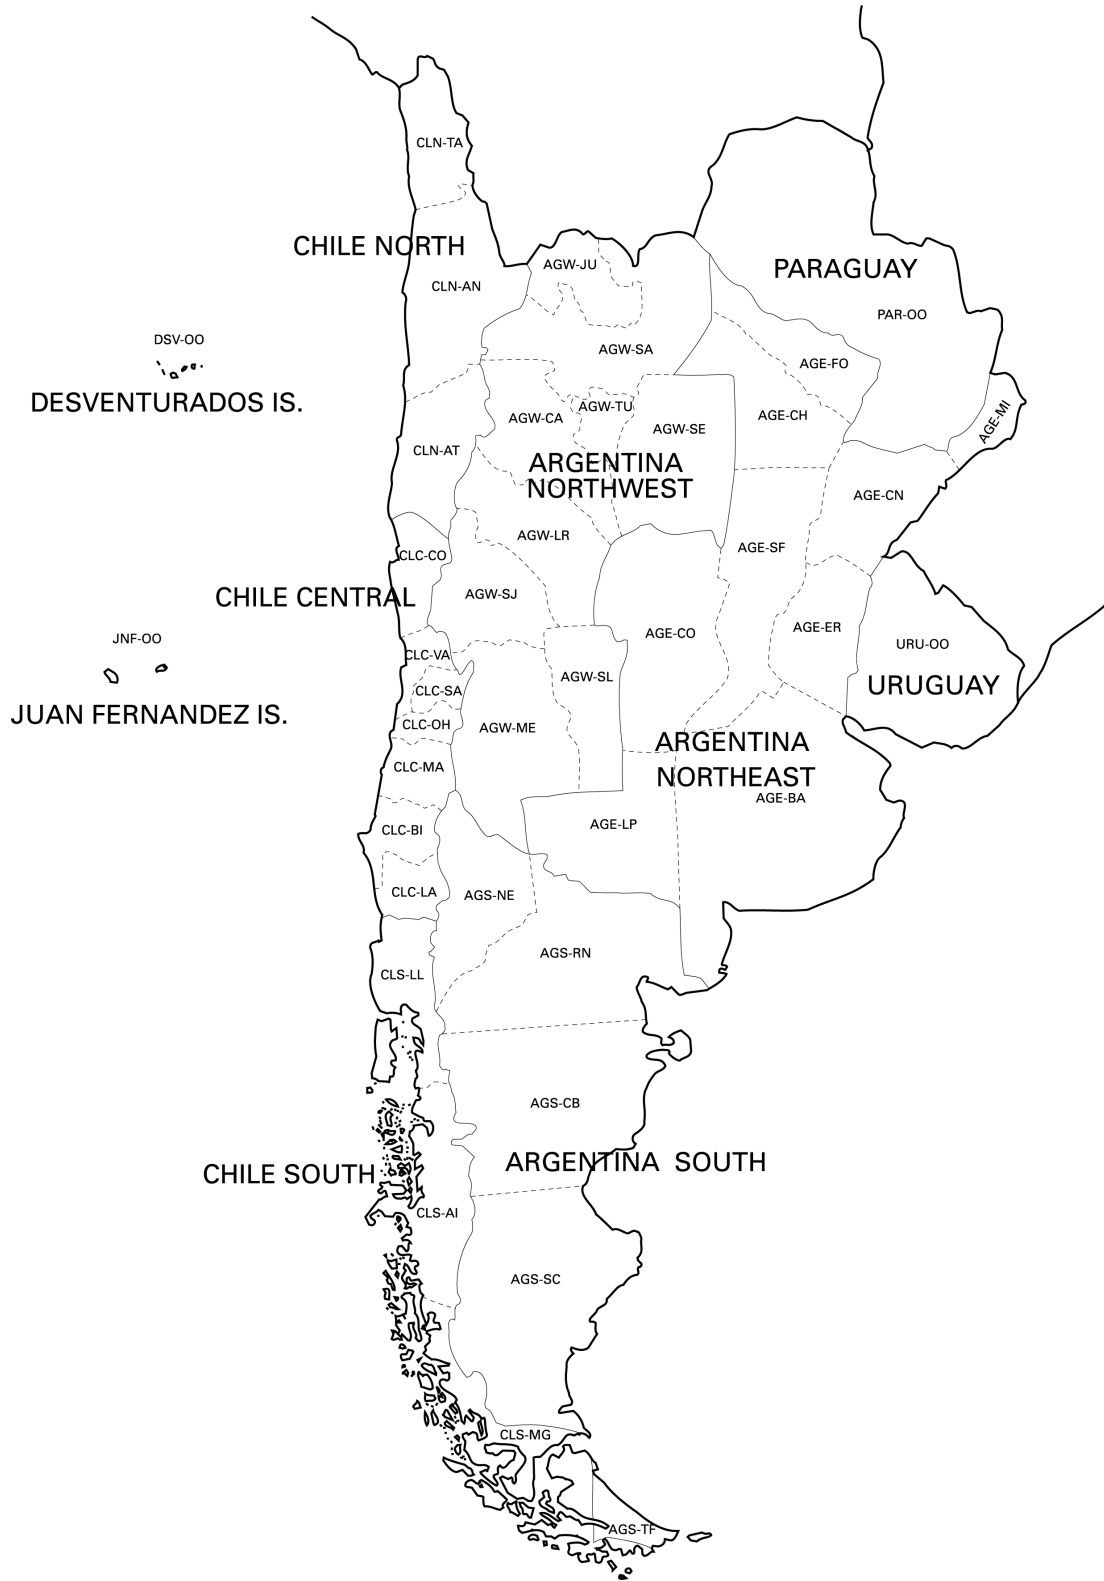 CLN-TA
CHILE NORTH
AGW-JU
PARAGUAY
CLN-AN
PAR-OO
DSV-OO
AGW-SA
AGE-FO
DESVENTURADOS IS.
AGW-CA
AGW-TU
AGE-CH
AGE-MI
AGW-SE
CLN-AT
ARGENTINA
NORTHWEST
AGE-CN
AGW-LR
AGE-SF
CLC-CO
AGW-SJ
CHILE CENTRAL
AGE-CO
AGE-ER
JNF-OO
URU-OO
CLC-VA
AGW-SL
URUGUAY
CLC-SA
JUAN FERNANDEZ IS.
CLC-OH
AGW-ME
ARGENTINA
NORTHEAST
CLC-MA
AGE-BA
AGE-LP
CLC-BI
CLC-LA
AGS-NE
AGS-RN
CLS-LL
AGS-CB
ARGENTINA SOUTH
CHILE SOUTH
CLS-AI
AGS-SC
CLS-MG
AGS-TF